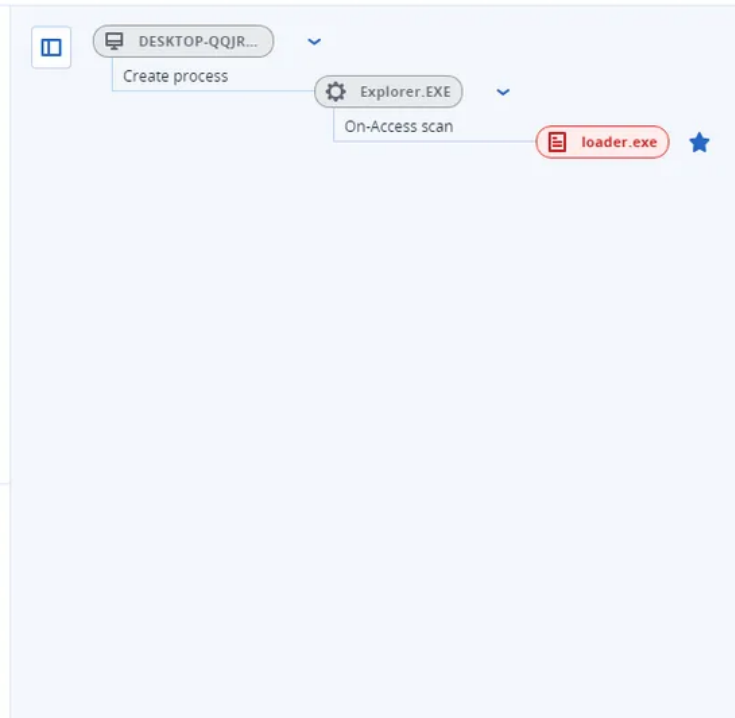 DESKTOP-QQJR...
Create process
Explorer.EXE
On-Access scan
loader.exe